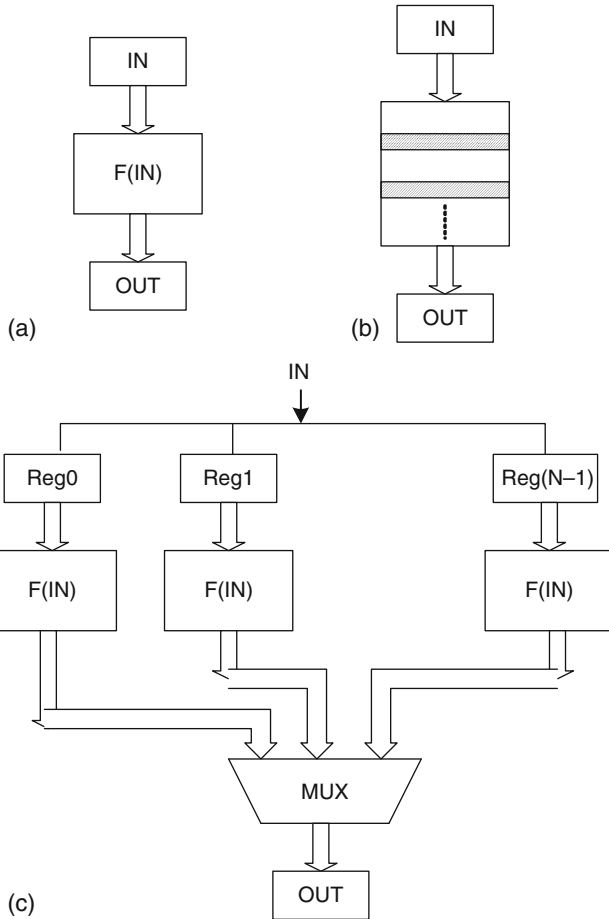 IN
F(IN)
OUT
(a)
IN
OUT
(b)
IN
Reg0
Reg1
Reg(N–1)
F(IN)
F(IN)
F(IN)
MUX
OUT
(c)